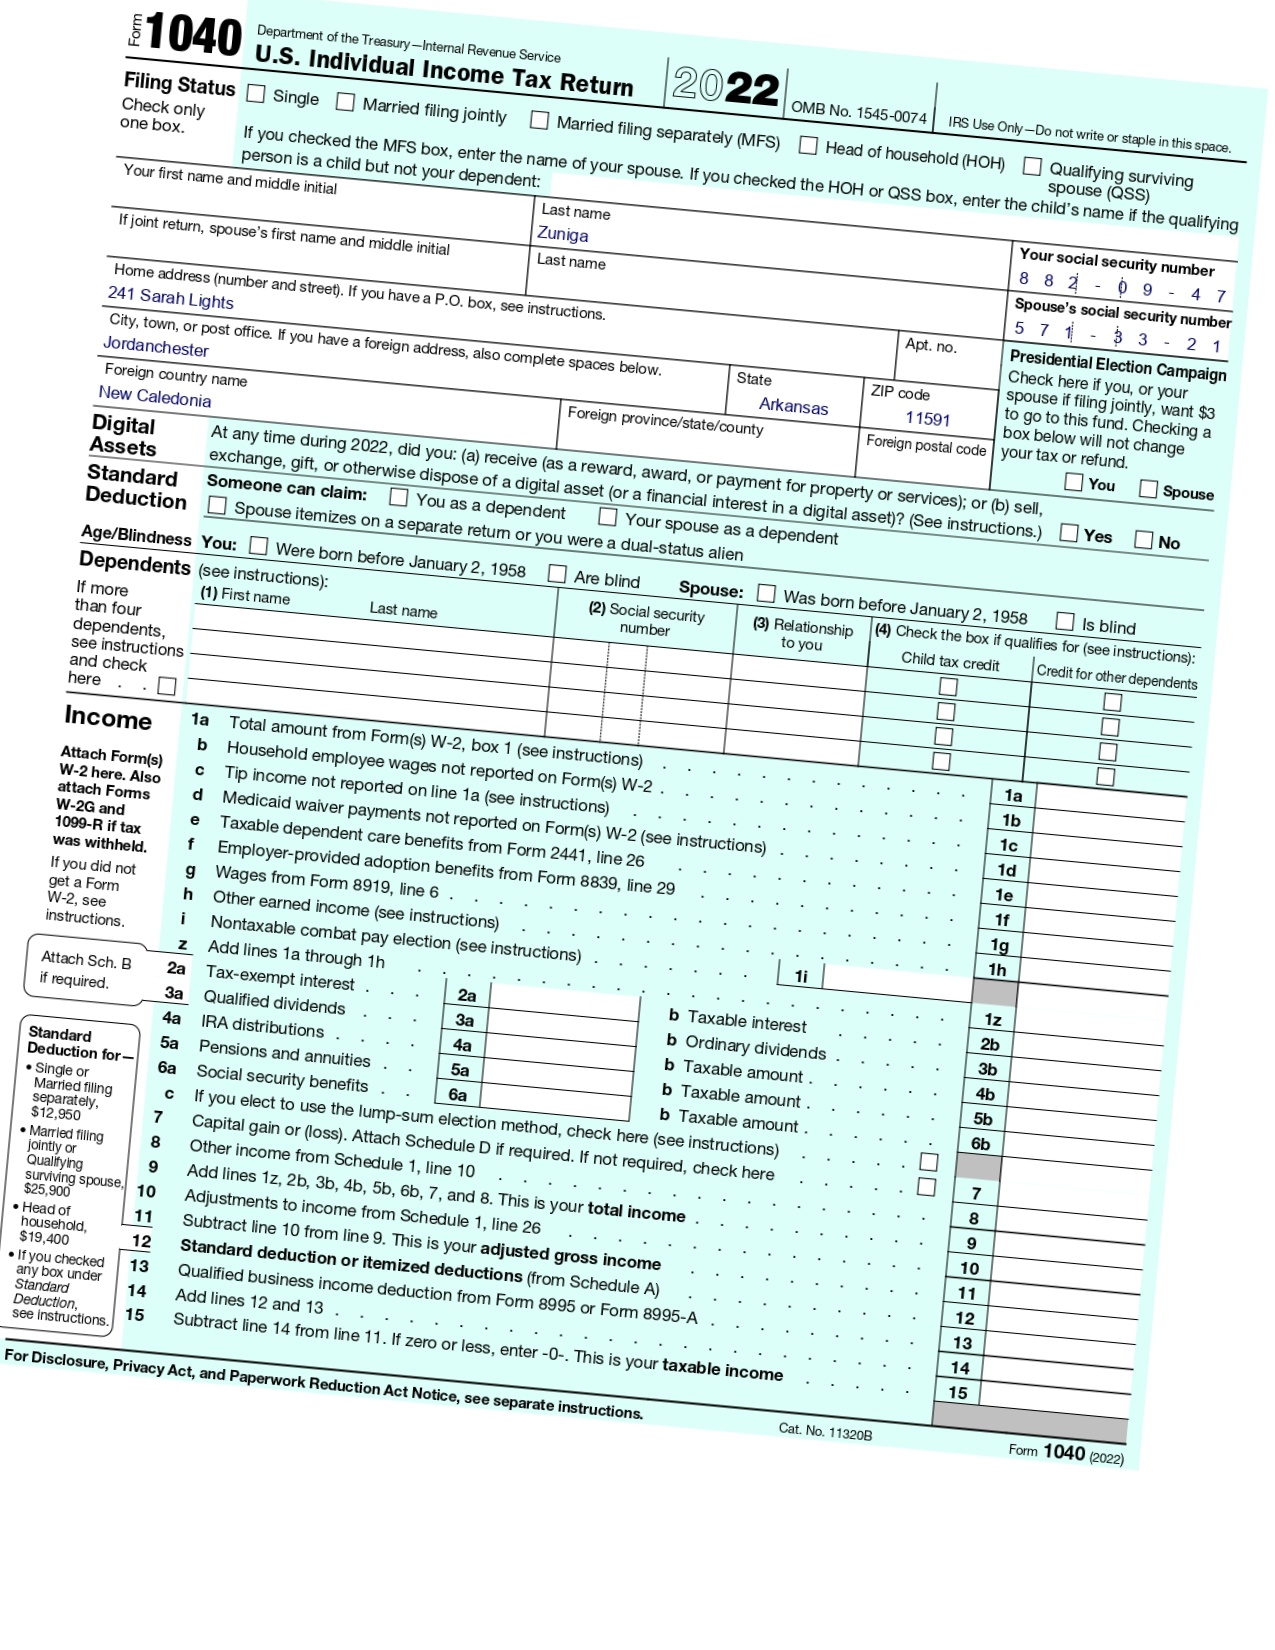 Form 1040 Department of the Treasury—Internal Revenue Service
U.S. Individual Income Tax Return 2022 OMB No. 1545-0074 IRS Use Only—Do not write or staple in this space.
Filing Status
Check only
one box.
Single Married filing jointly Married filing separately (MFS) Head of household (HOH) Qualifying surviving
spouse (QSS)
If you checked the MFS box, enter the name of your spouse. If you checked the HOH or QSS box, enter the child's name if the qualifying
person is a child but not your dependent:
Your first name and middle initial
Last name
Zuniga
Your social security number
882-09-47
If joint return, spouse's first name and middle initial
Last name
Spouse's social security number
571-33-21
Home address (number and street). If you have a P.O. box, see instructions.
241 Sarah Lights
Apt. no.
City, town, or post office. If you have a foreign address, also complete spaces below.
Jordanchester
State
Arkansas
ZIP code
11591
Foreign country name
New Caledonia
Foreign province/state/county
Foreign postal code
Presidential Election Campaign
Check here if you, or your
spouse if filing jointly, want $3
to go to this fund. Checking a
box below will not change
your tax or refund.
You Spouse
Digital
Assets
At any time during 2022, did you: (a) receive (as a reward, award, or payment for property or services); or (b) sell,
exchange, gift, or otherwise dispose of a digital asset (or a financial interest in a digital asset)? (See instructions.) Yes No
Standard
Deduction
Someone can claim: You as a dependent Your spouse as a dependent
Spouse itemizes on a separate return or you were a dual-status alien
Age/Blindness You: Were born before January 2, 1958 Are blind Spouse: Was born before January 2, 1958 Is blind
Dependents (see instructions):
If more
than four
dependents,
see instructions
and check
here . .
(1) First name Last name
(2) Social security
number
(3) Relationship
to you
(4) Check the box if qualifies for (see instructions):
Child tax credit Credit for other dependents
Income
Attach Form(s)
W-2 here. Also
attach Forms
W-2G and
1099-R if tax
was withheld.
If you did not
get a Form
W-2, see
instructions.
1a Total amount from Form(s) W-2, box 1 (see instructions) 1a
b Household employee wages not reported on Form(s) W-2 1b
c Tip income not reported on line 1a (see instructions) 1c
d Medicaid waiver payments not reported on Form(s) W-2 (see instructions) 1d
e Taxable dependent care benefits from Form 2441, line 26 1e
f Employer-provided adoption benefits from Form 8839, line 29 1f
g Wages from Form 8919, line 6 1g
h Other earned income (see instructions) 1h
i Nontaxable combat pay election (see instructions) 1i
z Add lines 1a through 1h 1z
Attach Sch. B
if required.
2a Tax-exempt interest 2a b Taxable interest 2b
3a Qualified dividends 3a b Ordinary dividends 3b
4a IRA distributions 4a b Taxable amount 4b
5a Pensions and annuities 5a b Taxable amount 5b
6a Social security benefits 6a b Taxable amount 6b
c If you elect to use the lump-sum election method, check here (see instructions)
7 Capital gain or (loss). Attach Schedule D if required. If not required, check here 7
8 Other income from Schedule 1, line 10 8
9 Add lines 1z, 2b, 3b, 4b, 5b, 6b, 7, and 8. This is your total income 9
10 Adjustments to income from Schedule 1, line 26 10
11 Subtract line 10 from line 9. This is your adjusted gross income 11
12 Standard deduction or itemized deductions (from Schedule A) 12
13 Qualified business income deduction from Form 8995 or Form 8995-A 13
14 Add lines 12 and 13 14
15 Subtract line 14 from line 11. If zero or less, enter -0-. This is your taxable income 15
Standard
Deduction for—
• Single or
Married filing
separately,
$12,950
• Married filing
jointly or
Qualifying
surviving spouse,
$25,900
• Head of
household,
$19,400
• If you checked
any box under
Standard
Deduction,
see instructions.
For Disclosure, Privacy Act, and Paperwork Reduction Act Notice, see separate instructions. Cat. No. 11320B Form 1040 (2022)